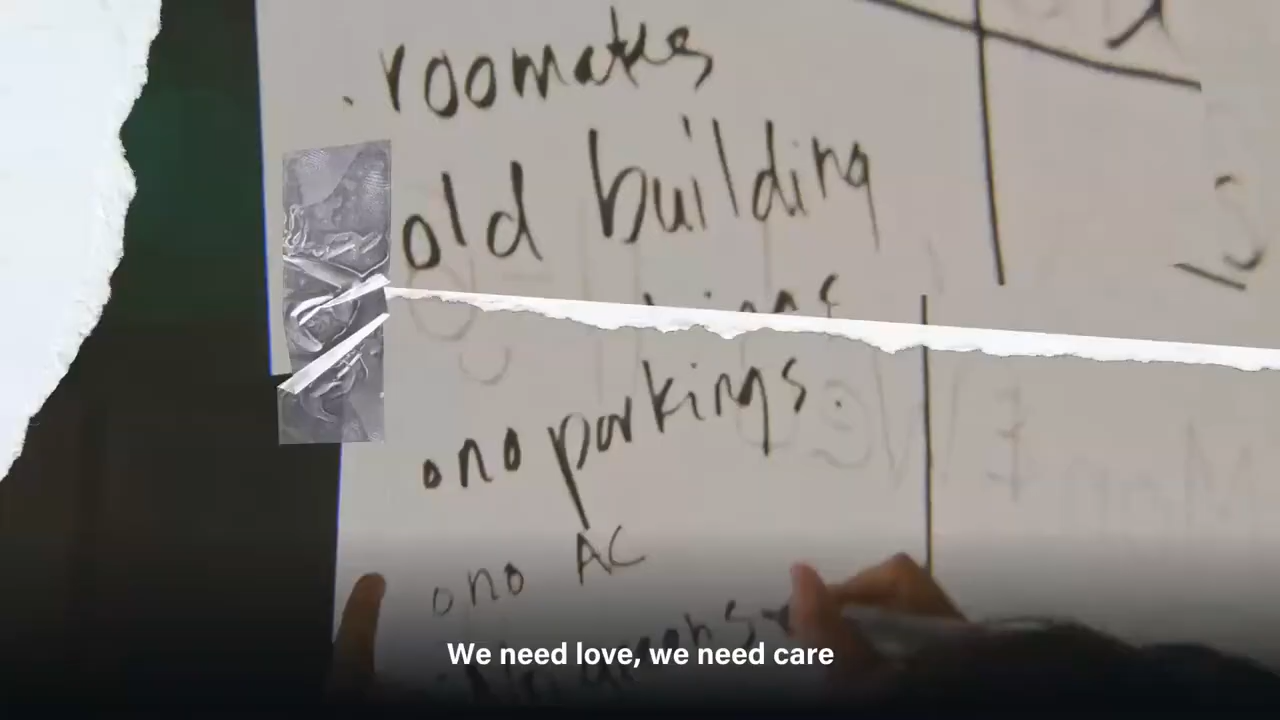 . roomates
old building
o no parkings.
o no AC
We need love, we need care